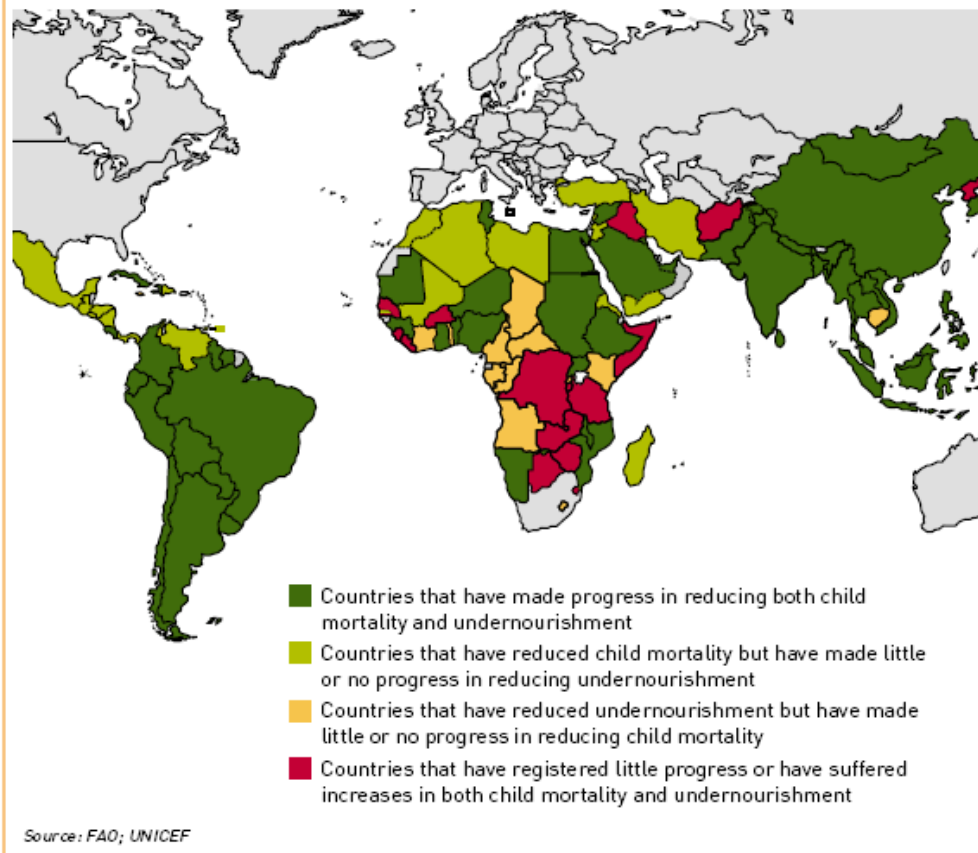 Countries that have made progress in reducing both child
mortality and undernourishment
Countries that have reduced child mortality but have made little
or no progress in reducing undernourishment
Countries that have reduced undernourishment but have made
little or no progress in reducing child mortality
Countries that have registered little progress or have suffered
increases in both child mortality and undernourishment
Source: FAO; UNICEF